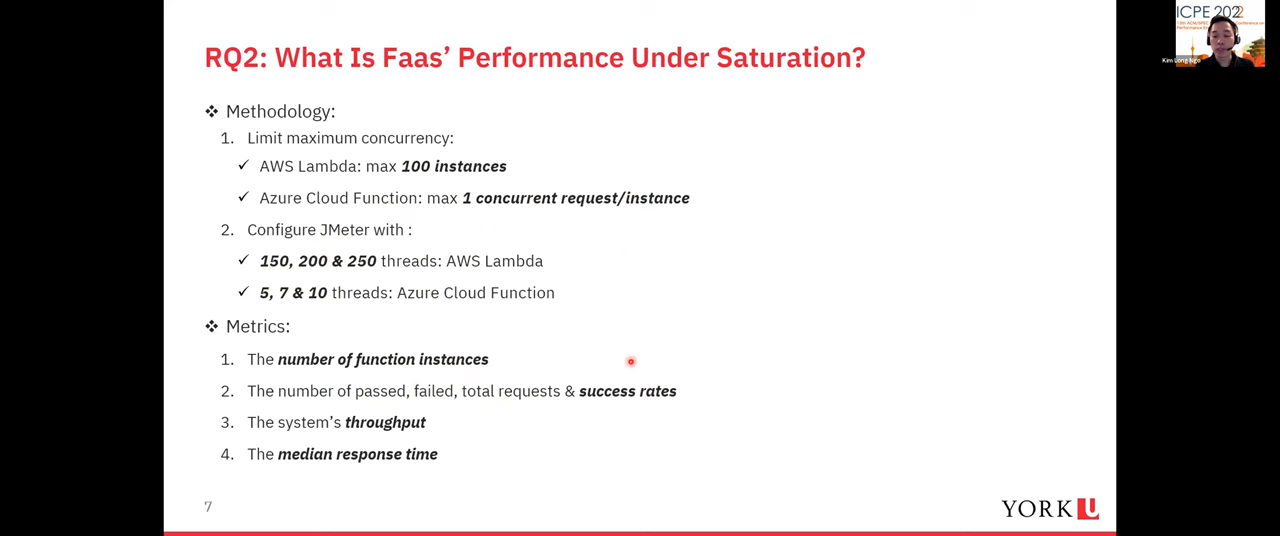 RQ2: What Is Faas’ Performance Under Saturation?
❖ Methodology:
1. Limit maximum concurrency:
✓ AWS Lambda: max 100 instances
✓ Azure Cloud Function: max 1 concurrent request/instance
2. Configure JMeter with :
✓ 150, 200 & 250 threads: AWS Lambda
✓ 5, 7 & 10 threads: Azure Cloud Function
❖ Metrics:
1. The number of function instances
2. The number of passed, failed, total requests & success rates
3. The system’s throughput
4. The median response time
7
YORK U
ICPE 2022
Kim Long Ngo